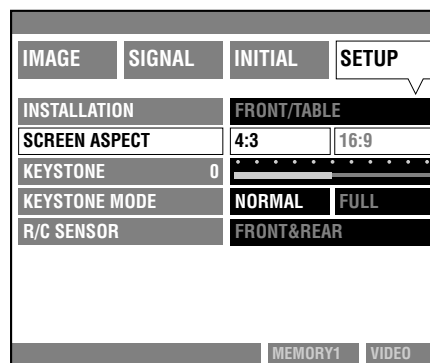 IMAGE SIGNAL INITIAL SETUP
INSTALLATION FRONT/TABLE
SCREEN ASPECT 4:3 16:9
KEYSTONE 0
KEYSTONE MODE NORMAL FULL
R/C SENSOR FRONT&REAR
MEMORY1 VIDEO